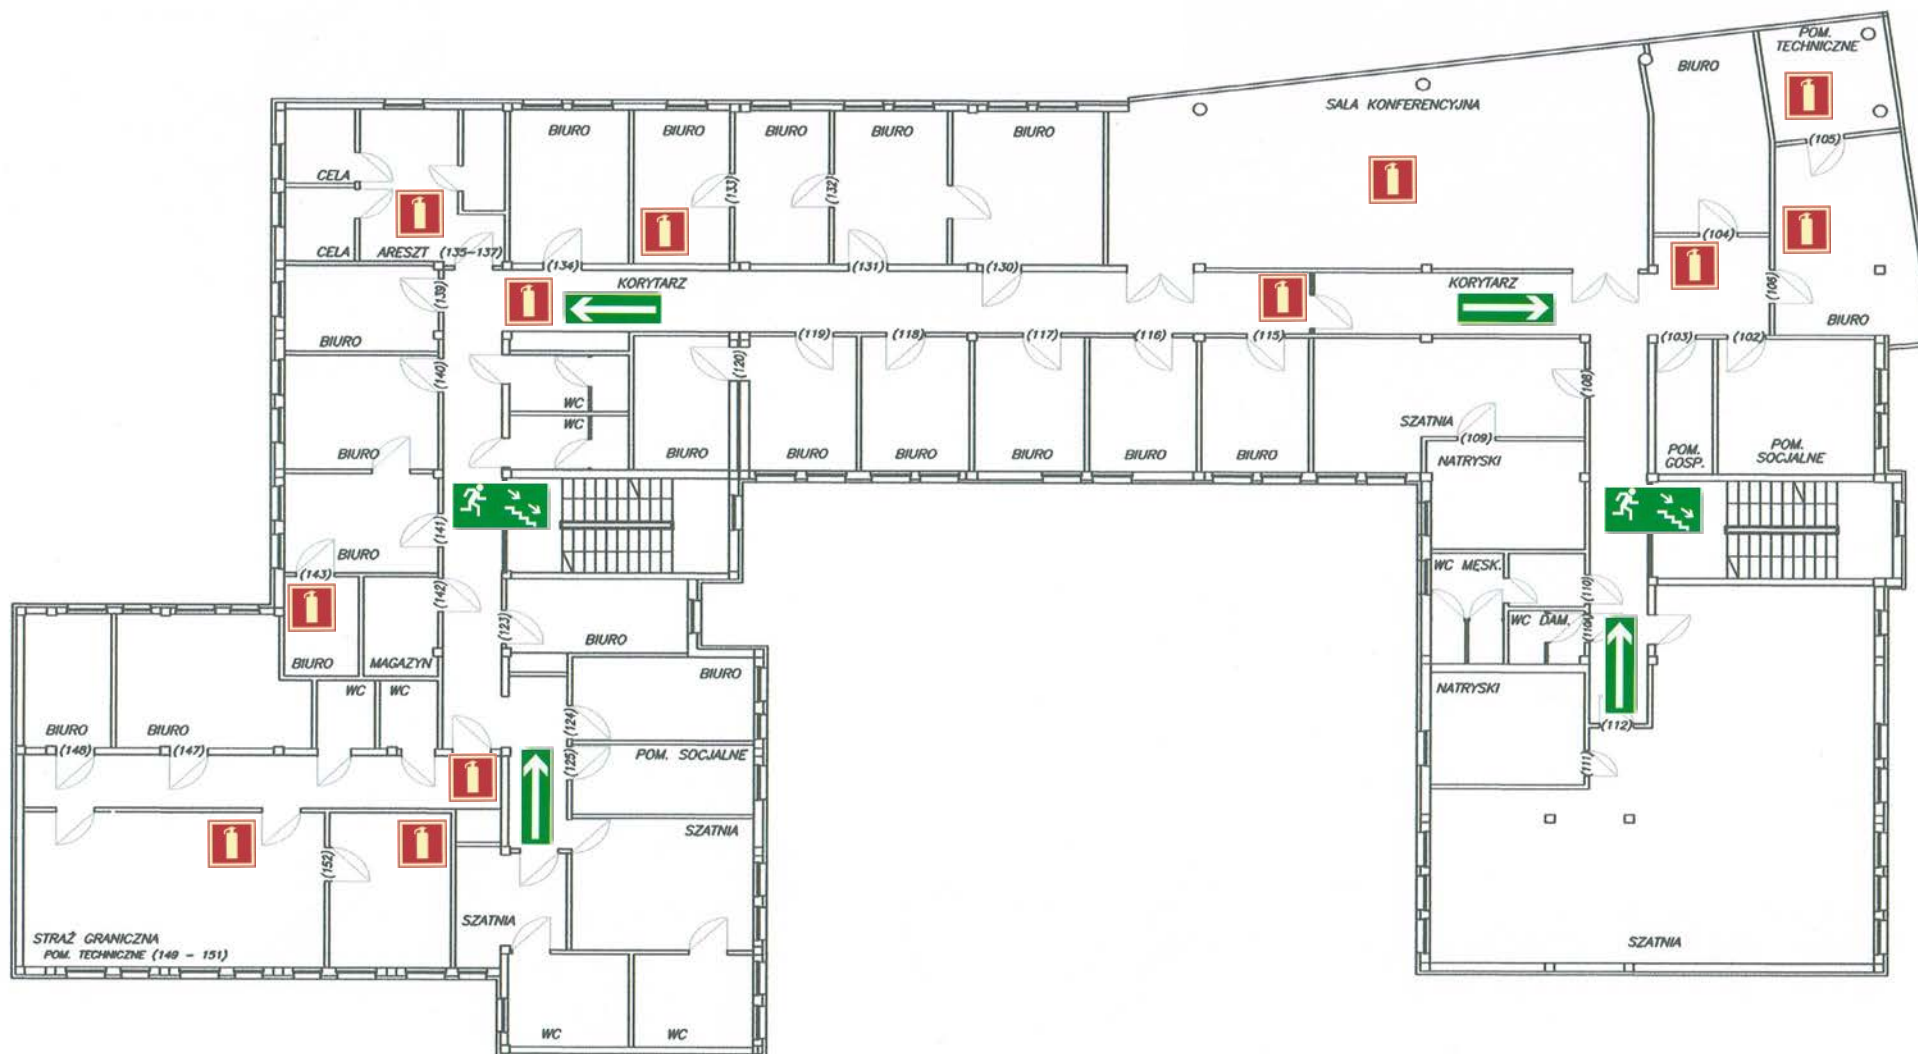 POM.
TECHNICZNE
BIURO
SALA KONFERENCYJNA
BIURO
BIURO
BIURO
BIURO
BIURO
(105)
CELA
(133)
(132)
CELA
ARESZT (135-137)
(134)
(131)
(130)
(104)
KORYTARZ
KORYTARZ
(139)
(106)
BIURO
BIURO
(119)
(118)
(117)
(116)
(115)
(103)
(102)
(120)
(140)
(108)
WC
WC
SZATNIA
(109)
BIURO
BIURO
BIURO
BIURO
BIURO
BIURO
BIURO
NATRYSKI
POM.
GOSP.
POM.
SOCJALNE
(141)
BIURO
(143)
(142)
WC MĘSK.
(110)
(123)
BIURO
WC DAM.
BIURO
MAGAZYN
BIURO
WC
WC
NATRYSKI
BIURO
BIURO
(124)
(112)
(148)
(147)
(125)
POM. SOCJALNE
(111)
SZATNIA
(152)
SZATNIA
STRAŻ GRANICZNA
POM. TECHNICZNE (149 - 151)
SZATNIA
WC
WC